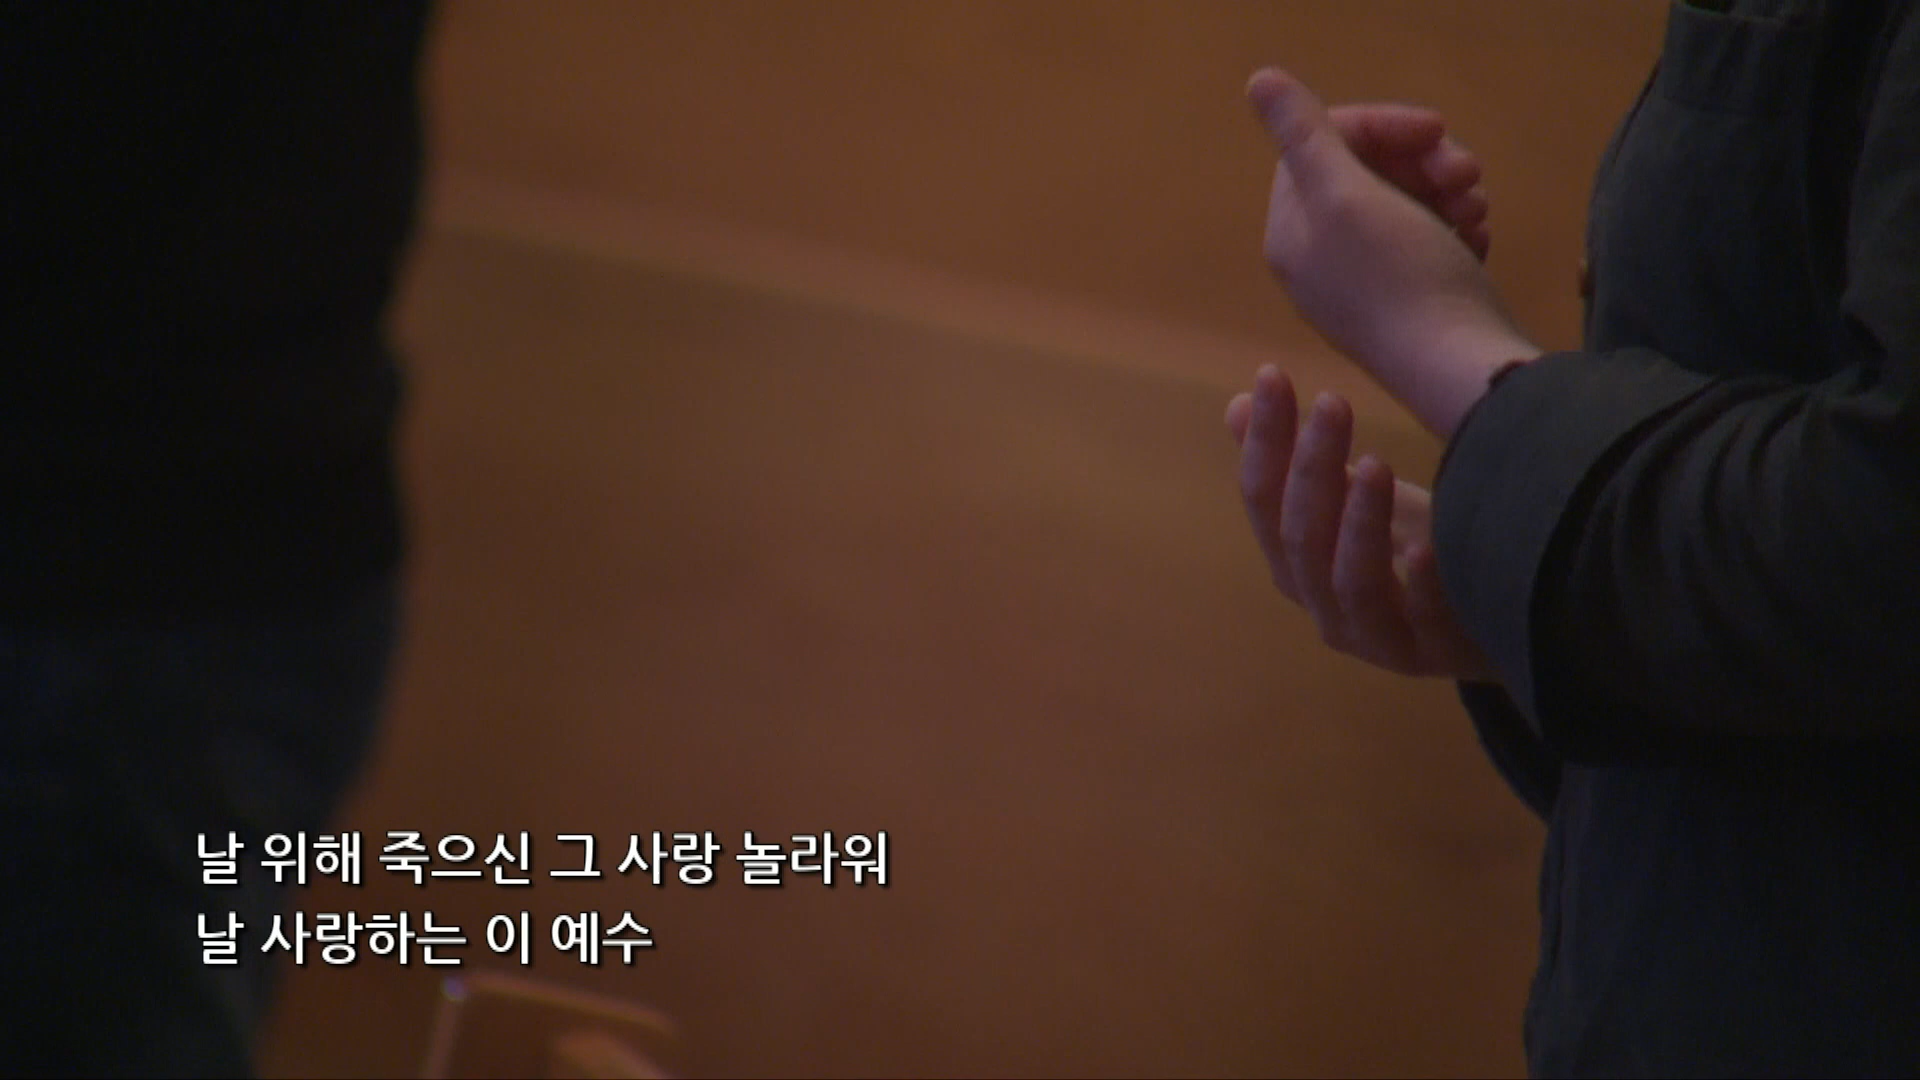 날 위해 죽으신 그 사랑 놀라워
날 사랑하는 이 예수